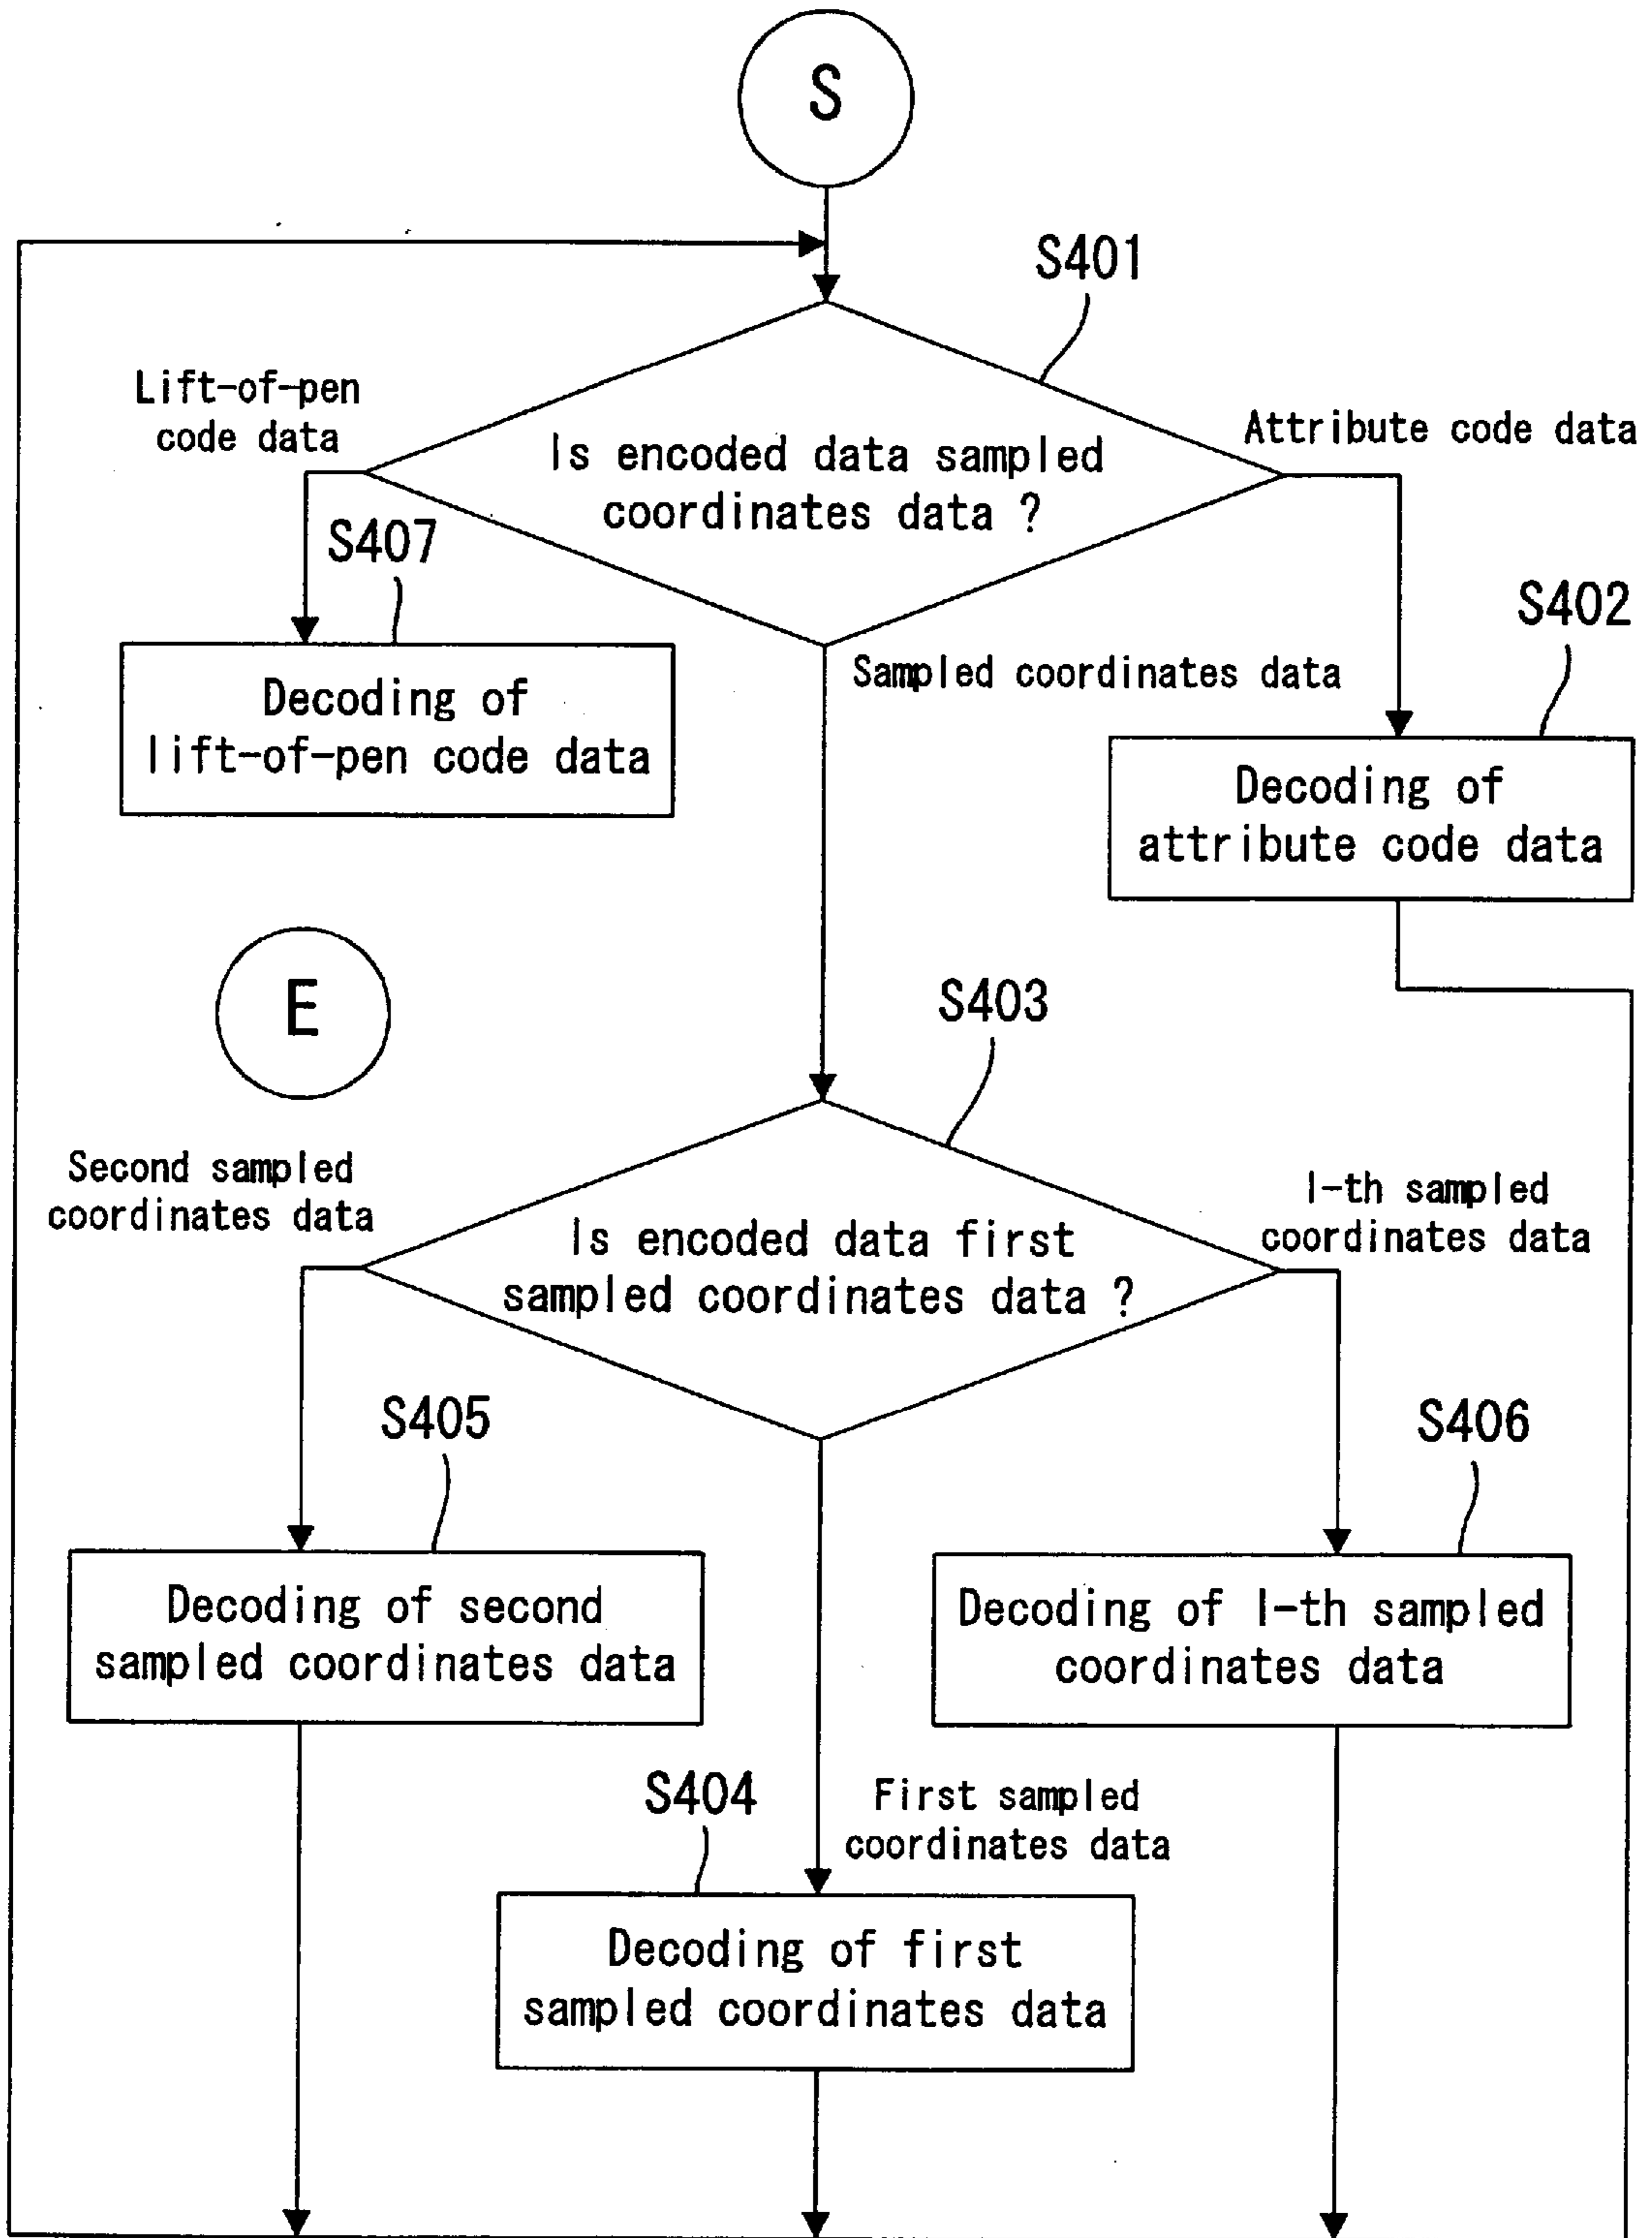 S
S401
Lift-of-pen
code data
Attribute code data
Is encoded data sampled
coordinates data ?
S407
S402
Sampled coordinates data
Decoding of
lift-of-pen code data
Decoding of
attribute code data
E
S403
Second sampled
coordinates data
I-th sampled
coordinates data
Is encoded data first
sampled coordinates data ?
S405
S406
Decoding of second
sampled coordinates data
Decoding of I-th sampled
coordinates data
S404
First sampled
coordinates data
Decoding of first
sampled coordinates data